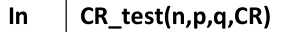 In CR_test(n,p,q,CR)